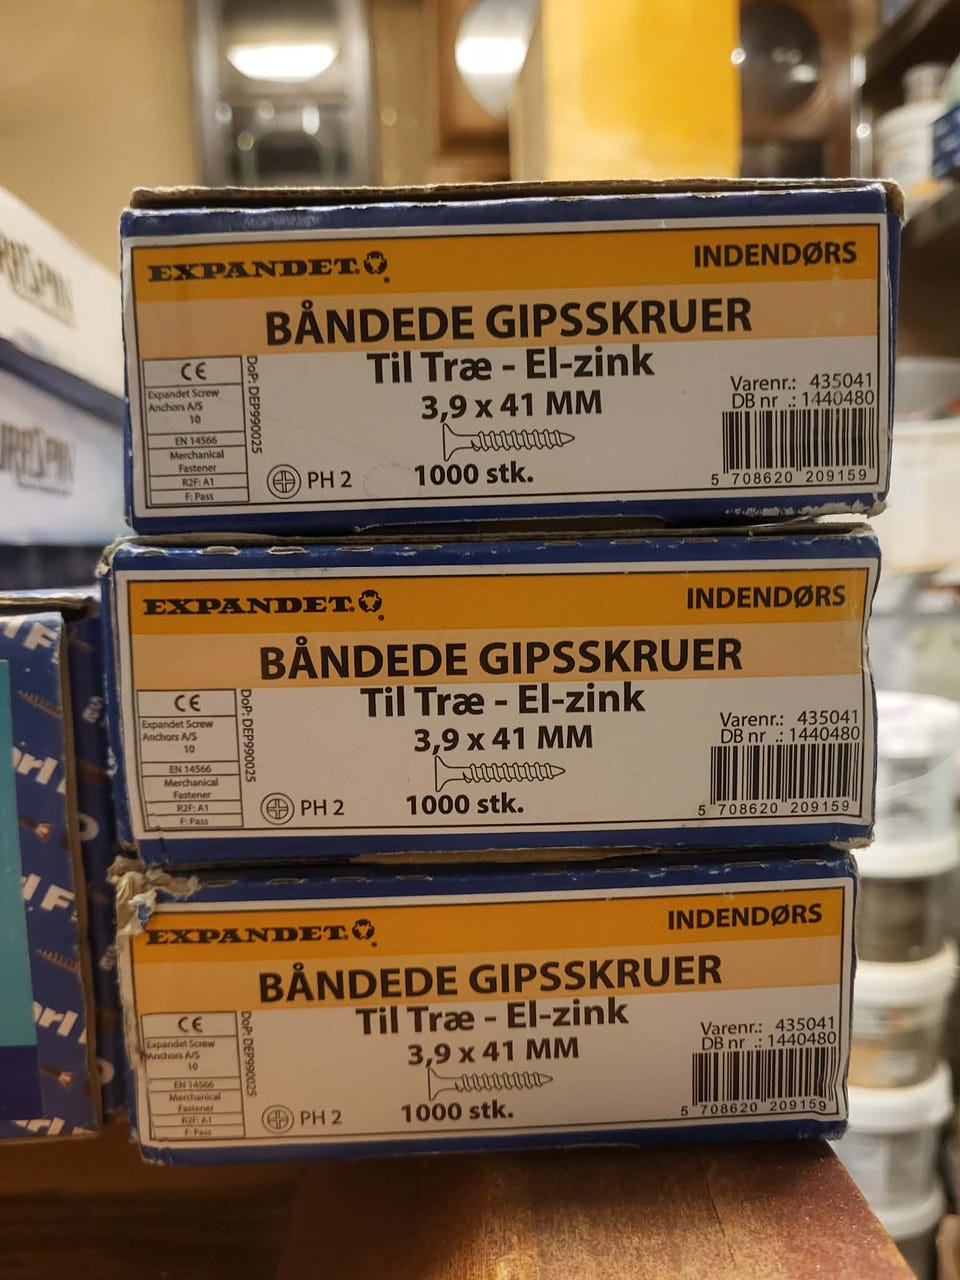 EXPANDET.
INDENDØRS
BÅNDEDE GIPSSKRUER
Til Træ - El-zink
3,9 x 41 MM
1000 stk.
CE
Expandet Screw
Anchors A/S
10
EN 14566
Merchanical
Fastener
R2F: A1
F: Pass
DoP: DEP990025
PH 2
Varenr.: 435041
DB nr .: 1440480
5 708620 209159
EXPANDET.
INDENDØRS
BÅNDEDE GIPSSKRUER
Til Træ - El-zink
3,9 x 41 MM
1000 stk.
CE
Expandet Screw
Anchors A/S
10
EN 14566
Merchanical
Fastener
R2F: A1
F: Pass
DoP: DEP990025
PH 2
Varenr.: 435041
DB nr .: 1440480
5 708620 209159
EXPANDET.
INDENDØRS
BÅNDEDE GIPSSKRUER
Til Træ - El-zink
3,9 x 41 MM
1000 stk.
CE
Expandet Screw
Anchors A/S
10
EN 14566
Merchanical
Fastener
R2F: A1
F: Pass
DoP: DEP990025
PH 2
Varenr.: 435041
DB nr .: 1440480
5 708620 209159